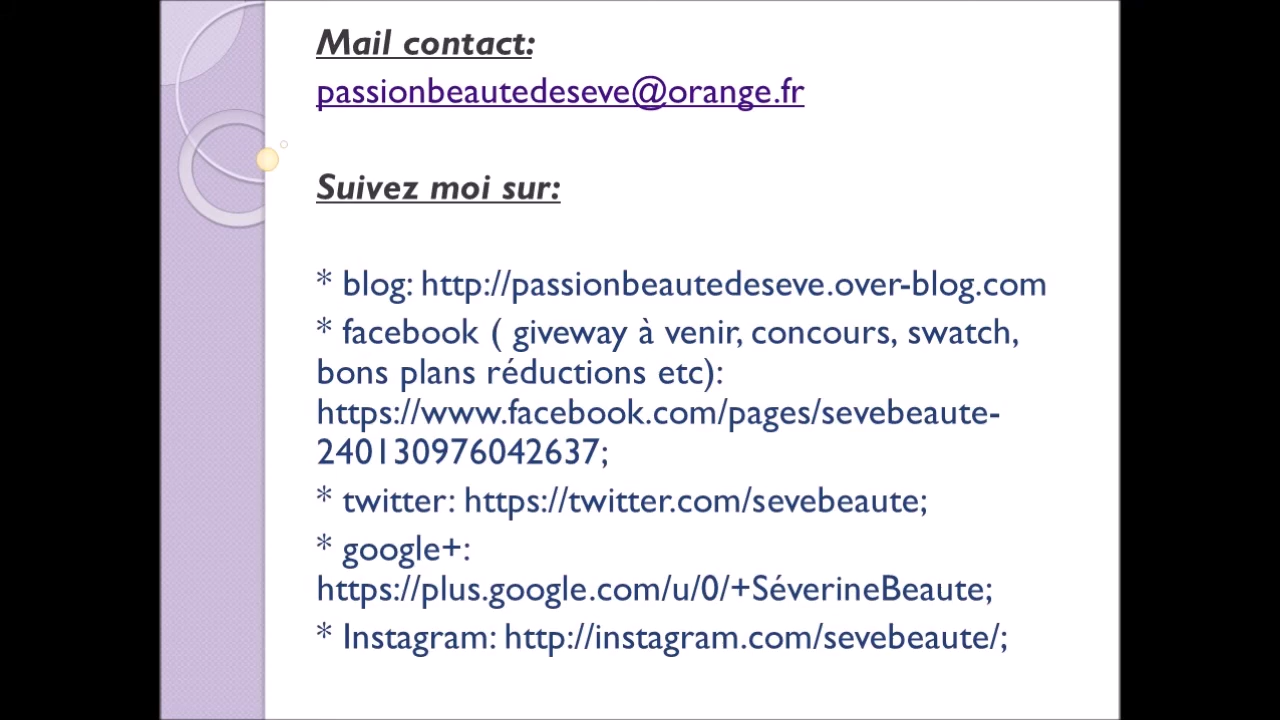 Mail contact:
passionbeautedeseve@orange.fr
Suivez moi sur:
* blog: http://passionbeautedeseve.over-blog.com
* facebook ( giveway à venir, concours, swatch,
bons plans réductions etc):
https://www.facebook.com/pages/sevebeaute-
240130976042637;
* twitter: https://twitter.com/sevebeaute;
* google+:
https://plus.google.com/u/0/+SéverineBeaute;
* Instagram: http://instagram.com/sevebeaute/;